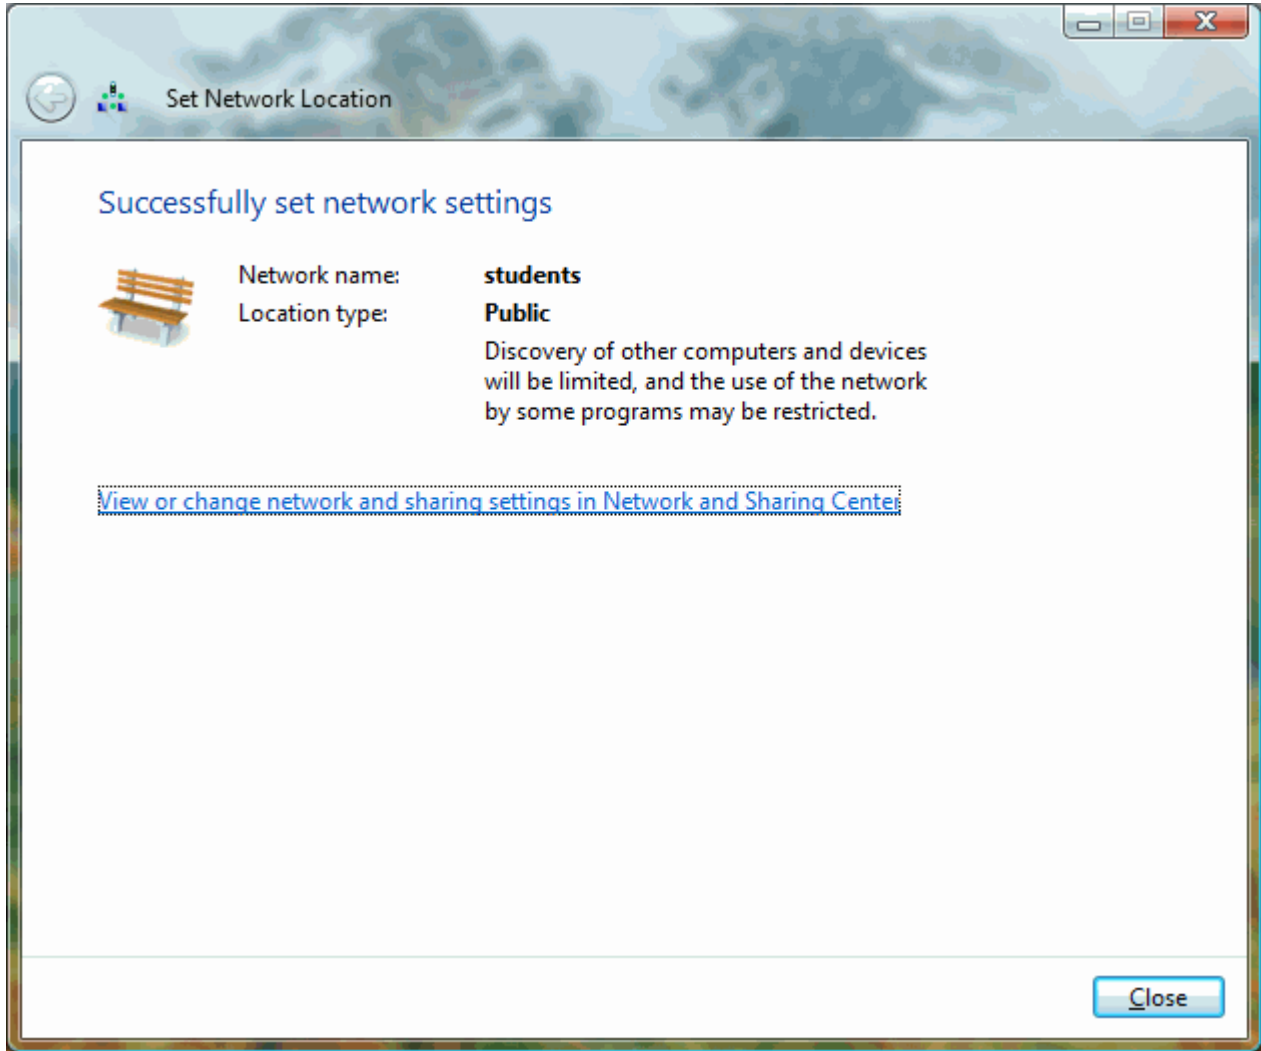 Set Network Location
Successfully set network settings
Network name: students
Location type: Public
Discovery of other computers and devices
will be limited, and the use of the network
by some programs may be restricted.
View or change network and sharing settings in Network and Sharing Center
Close